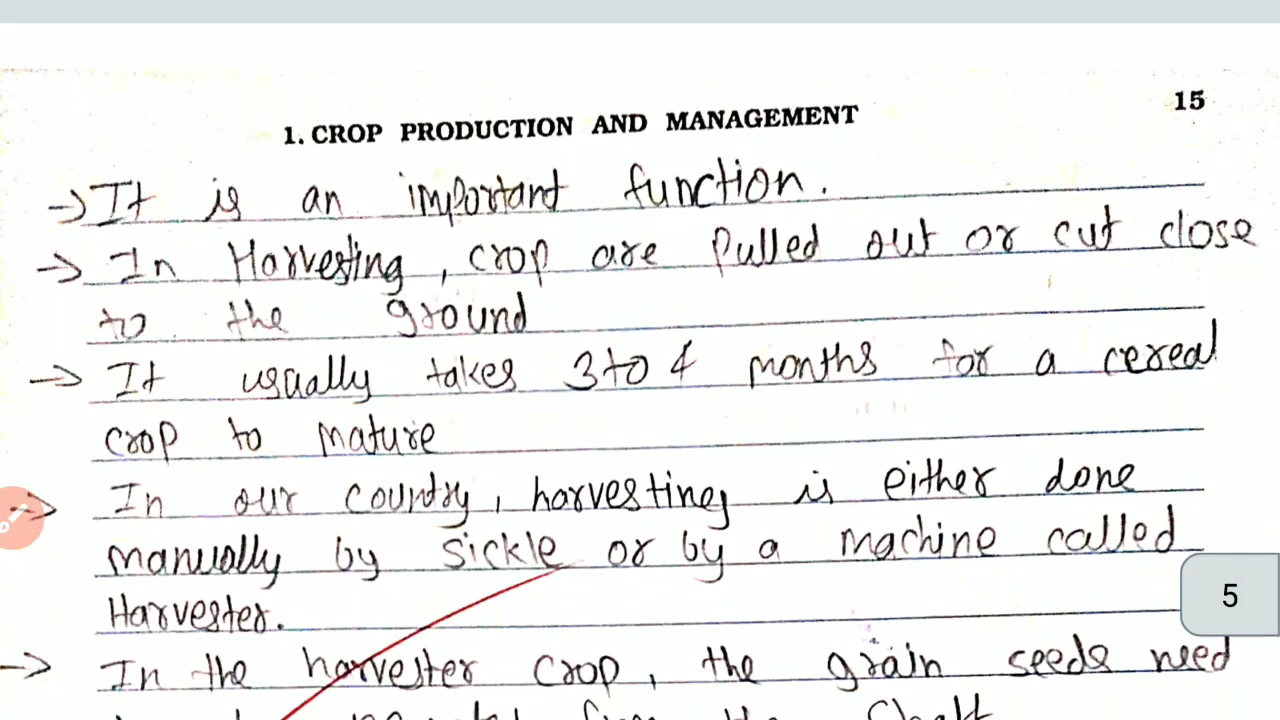 15
1. CROP PRODUCTION AND MANAGEMENT
→ It is an important function.
→ In Harvesting, crop are pulled out or cut close
to the ground
→ It usually takes 3 to 4 months for a cereal
crop to mature
→ In our country, harvesting is either done
manually by sickle or by a machine called
Harvester.
5
→ In the harvester crop, the grain seeds need
from the